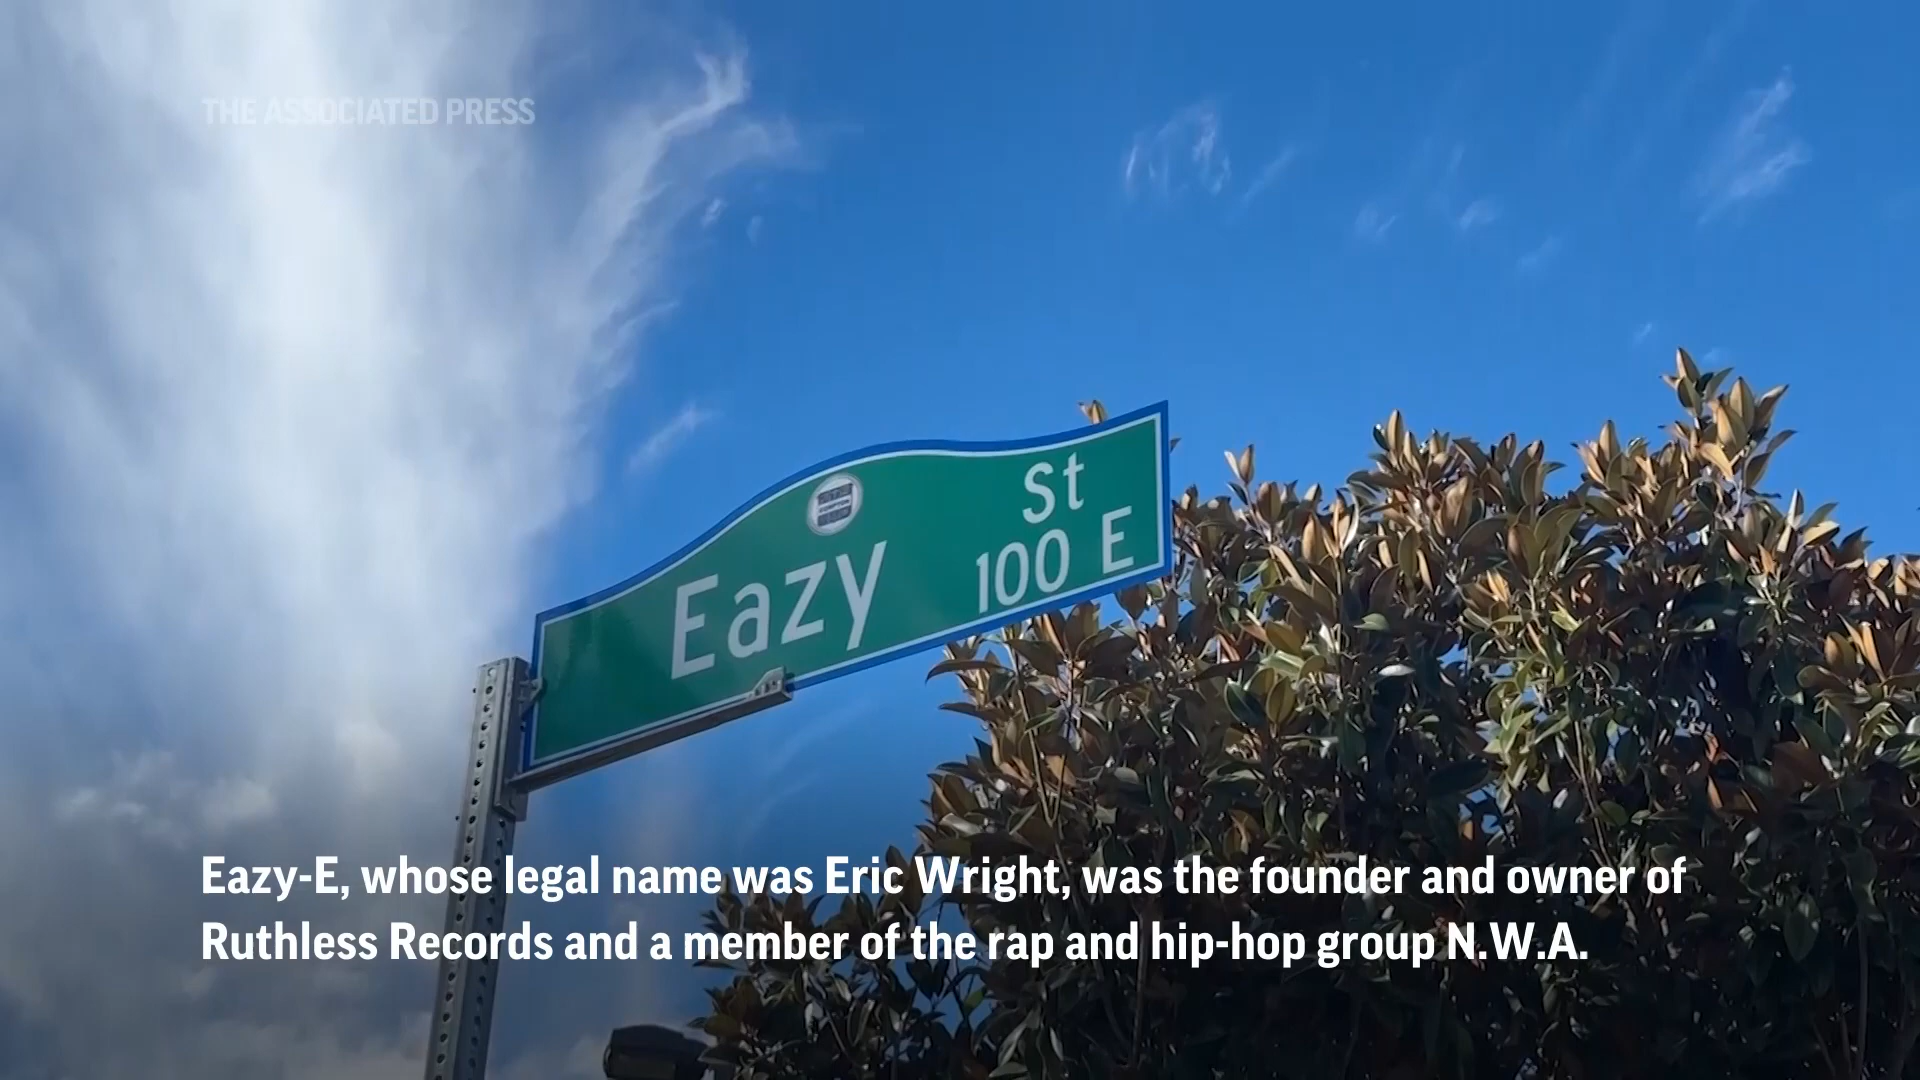 THE ASSOCIATED PRESS
St
Eazy 100 E
Eazy-E, whose legal name was Eric Wright, was the founder and owner of
Ruthless Records and a member of the rap and hip-hop group N.W.A.